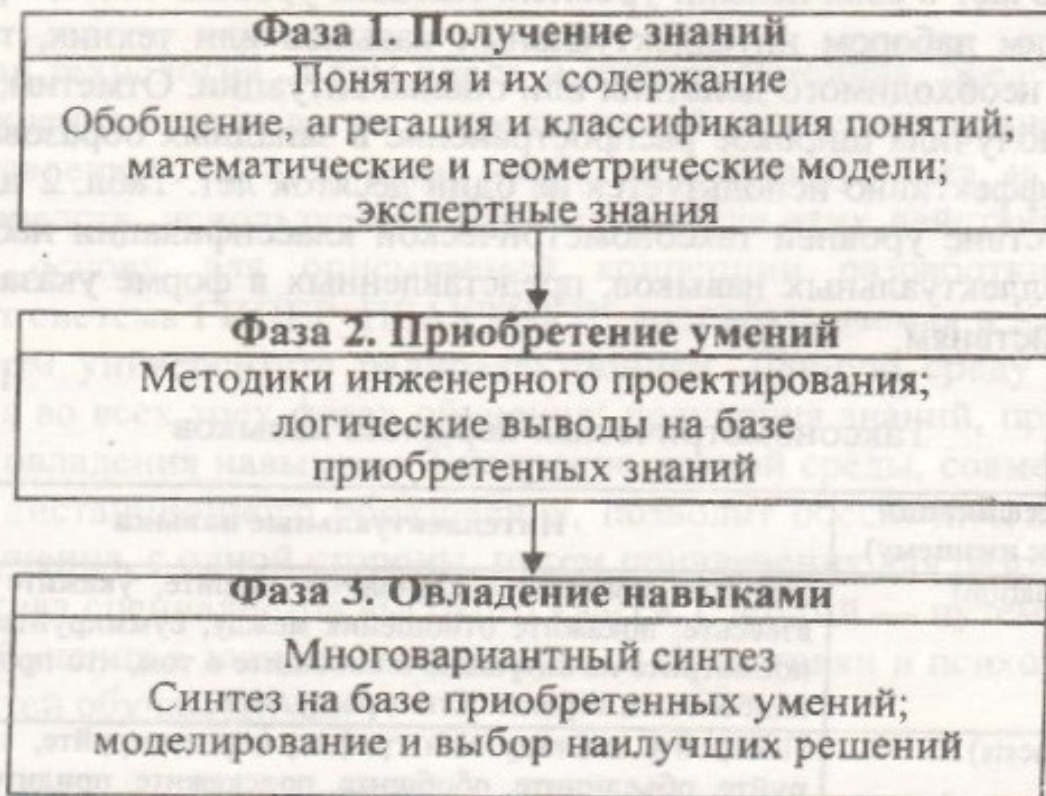 Фаза 1. Получение знаний
Понятия и их содержание
Обобщение, агрегация и классификация понятий;
математические и геометрические модели;
экспертные знания
Фаза 2. Приобретение умений
Методики инженерного проектирования;
логические выводы на базе
приобретенных знаний
Фаза 3. Овладение навыками
Многовариантный синтез
Синтез на базе приобретенных умений;
моделирование и выбор наилучших решений